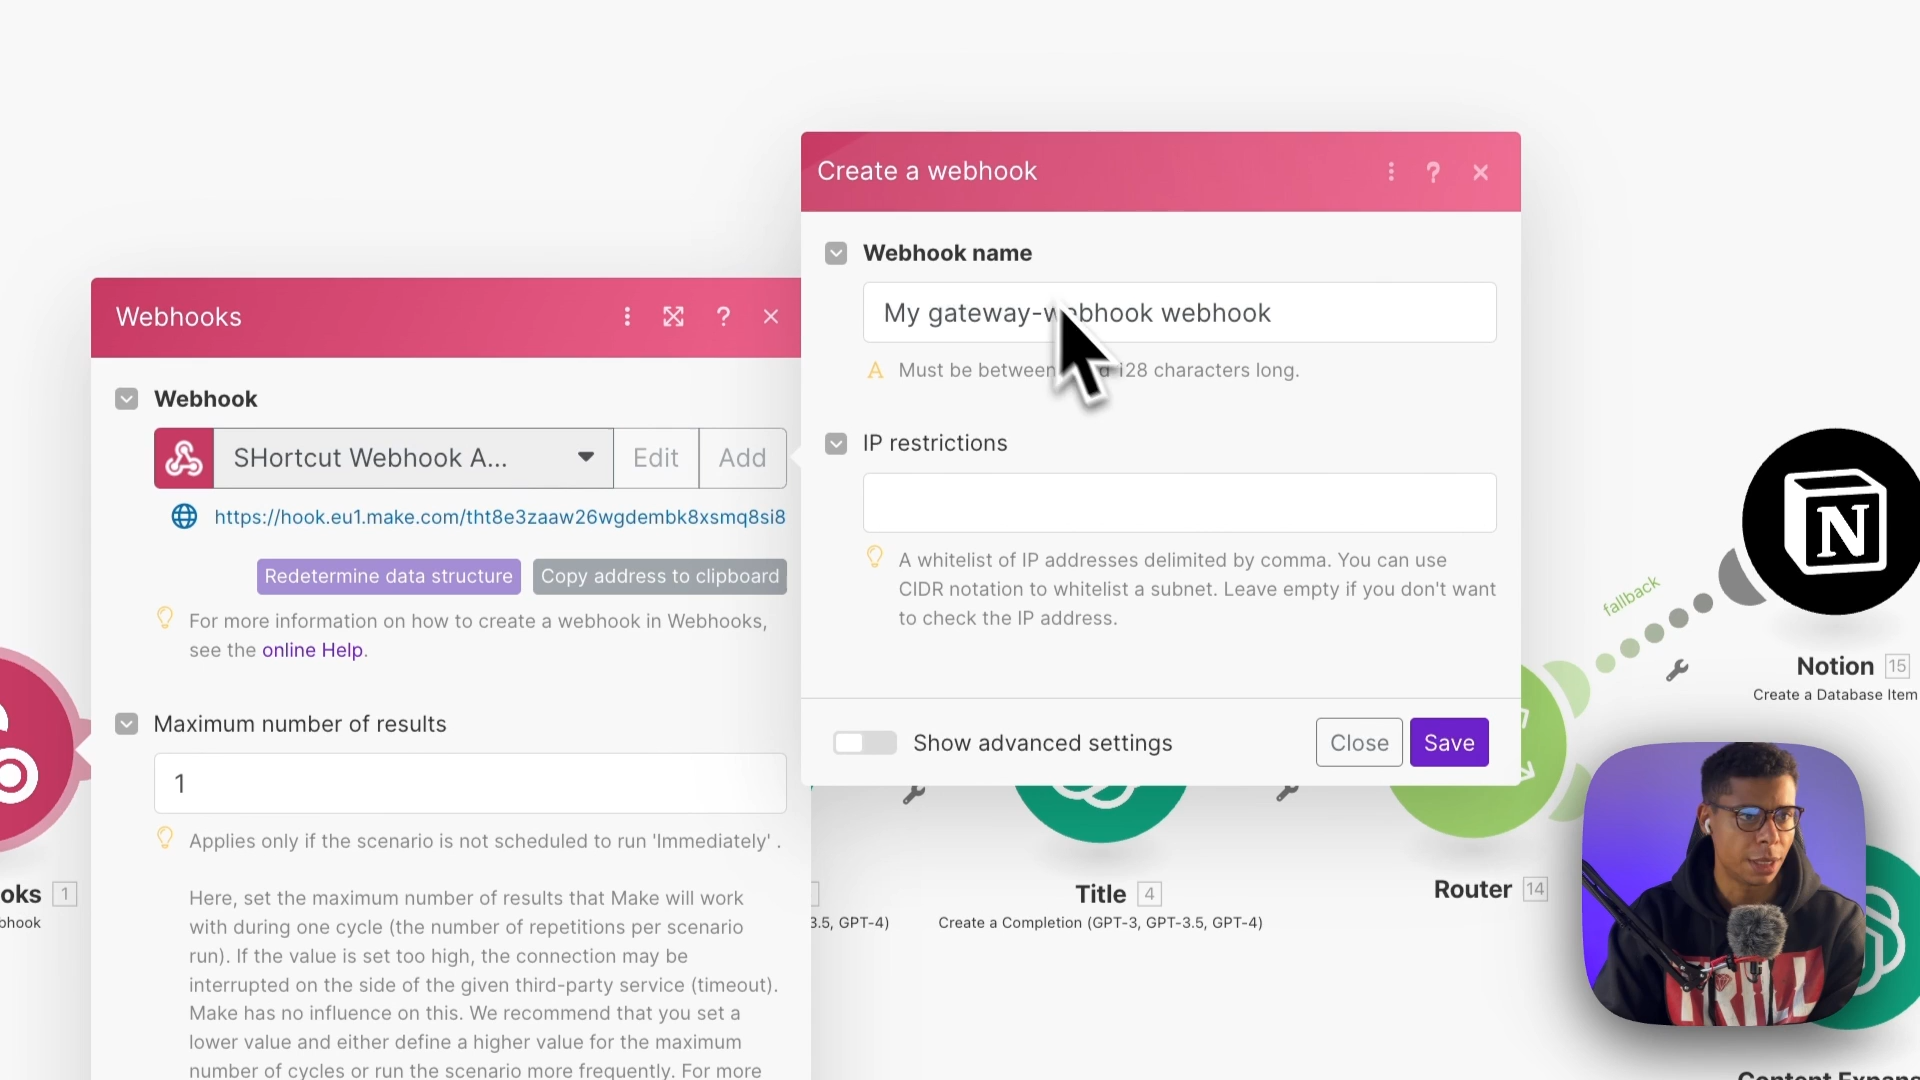 Create a webhook
?
Webhook name
My gateway-webhook webhook
Must be between 128 characters long.
IP restrictions
A whitelist of IP addresses delimited by comma. You can use
CIDR notation to whitelist a subnet. Leave empty if you don't want
to check the IP address.
Show advanced settings
Close
Save
Webhooks
?
Webhook
SHortcut Webhook A...
Edit
Add
https://hook.eu1.make.com/tht8e3zaaw26wgdembk8xsmq8si8
Redetermine data structure
Copy address to clipboard
For more information on how to create a webhook in Webhooks,
see the online Help.
Maximum number of results
1
Applies only if the scenario is not scheduled to run 'Immediately' .
Here, set the maximum number of results that Make will work
with during one cycle (the number of repetitions per scenario
run). If the value is set too high, the connection may be
interrupted on the side of the given third-party service (timeout).
Make has no influence on this. We recommend that you set a
lower value and either define a higher value for the maximum
number of cycles or run the scenario more frequently. For more
oks 1
bhook
3.5, GPT-4)
Title 4
Create a Completion (GPT-3, GPT-3.5, GPT-4)
Router 14
fallback
N
Notion 15
Create a Database Item
TRILL
Content Expan